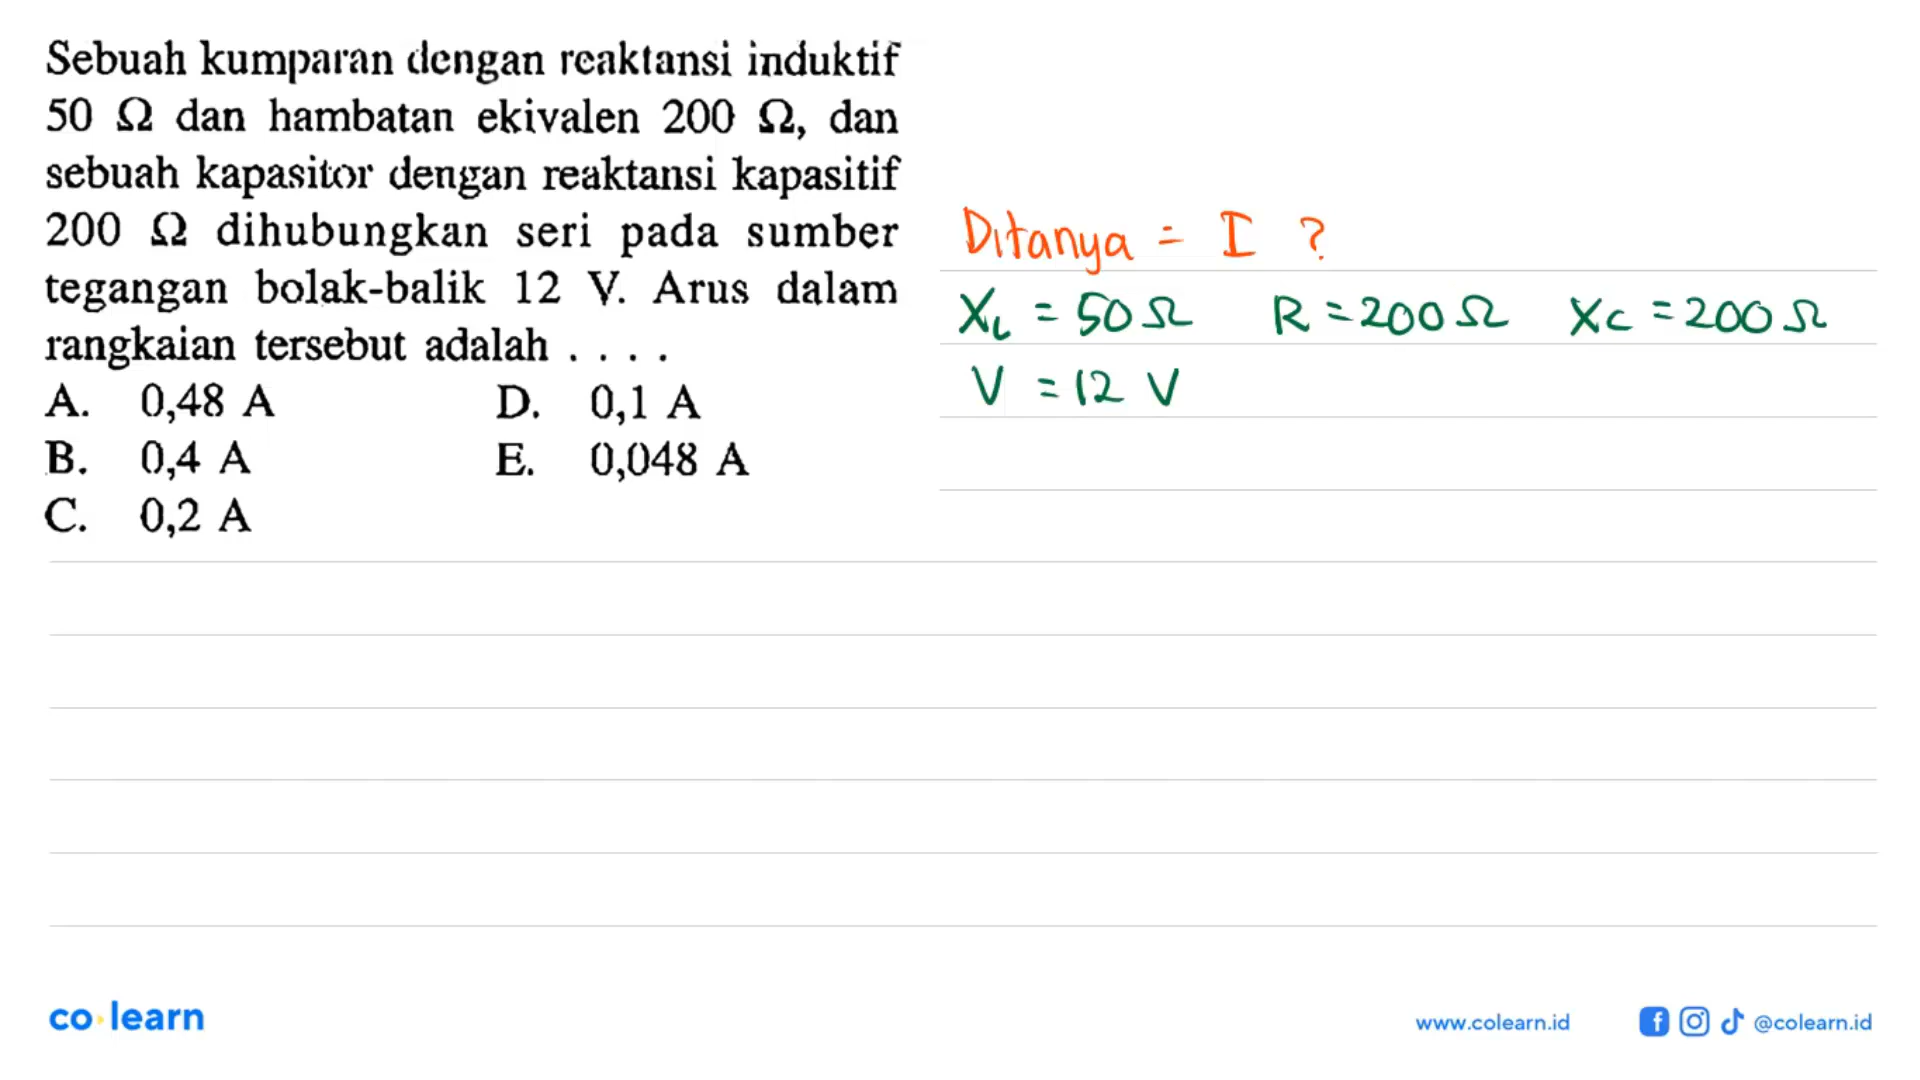 Sebuah kumparan dengan reaktansi induktif
50 Ω dan hambatan ekivalen 200 Ω, dan
sebuah kapasitor dengan reaktansi kapasitif
200 Ω dihubungkan seri pada sumber
tegangan bolak-balik 12 V. Arus dalam
rangkaian tersebut adalah . . . .
A. 0,48 A D. 0,1 A
B. 0,4 A E. 0,048 A
C. 0,2 A
Ditanya = I ?
XL = 50 Ω R = 200 Ω XC = 200 Ω
V = 12 V
co learn
www.colearn.id @colearn.id